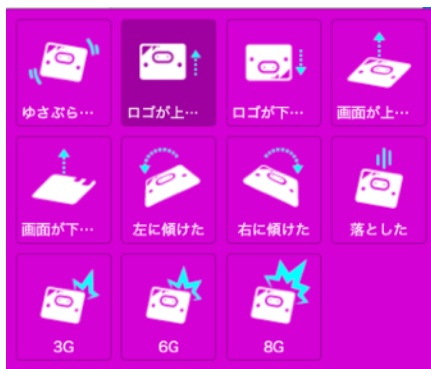 ゆさぶら…
ロゴが上…
ロゴが下…
画面が上…
画面が下…
左に傾けた
右に傾けた
落とした
3G
6G
8G